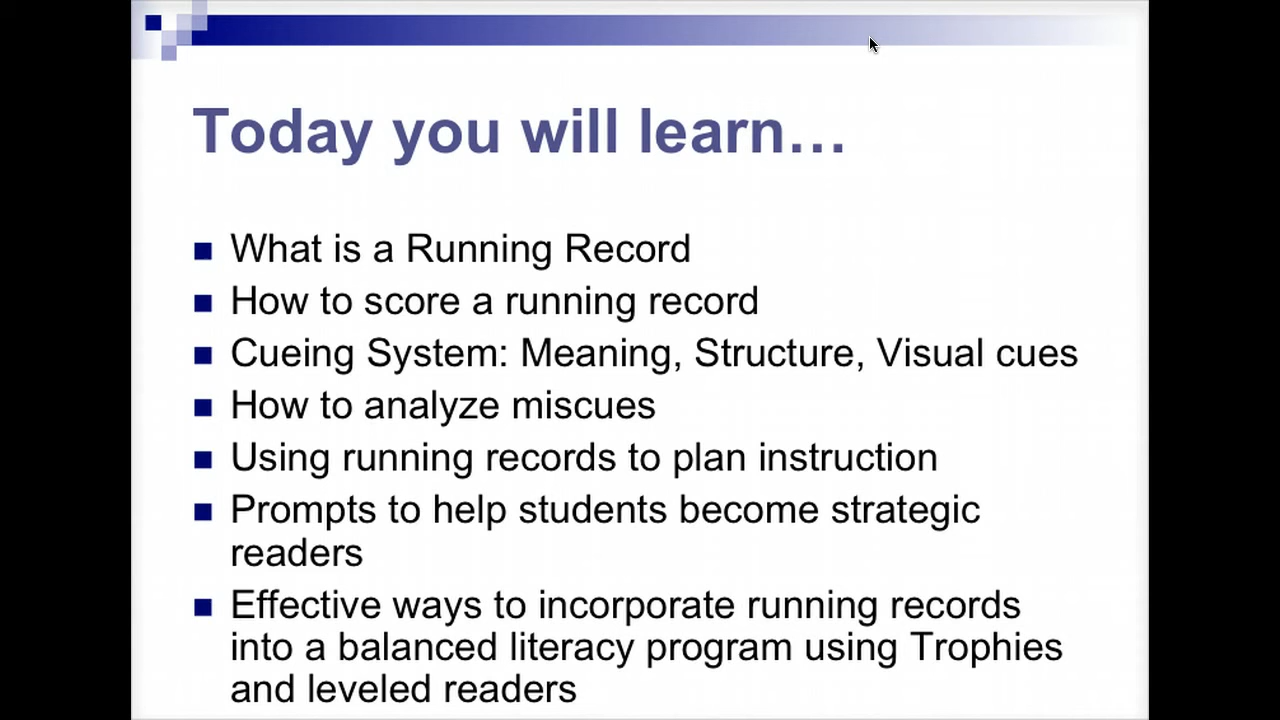 Today you will learn…
What is a Running Record
How to score a running record
Cueing System: Meaning, Structure, Visual cues
How to analyze miscues
Using running records to plan instruction
Prompts to help students become strategic
readers
Effective ways to incorporate running records
into a balanced literacy program using Trophies
and leveled readers